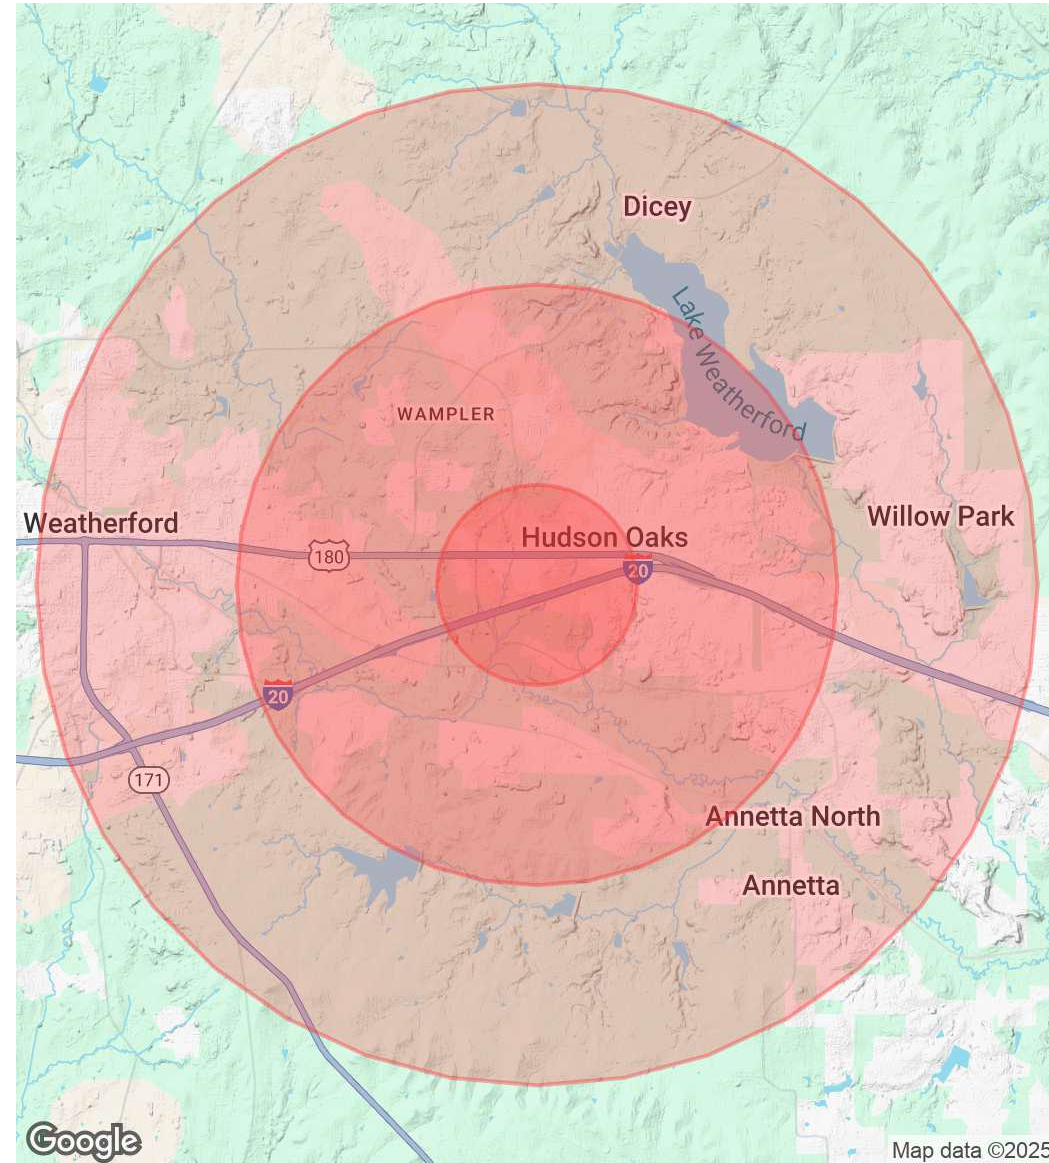 Dicey
Lake Weatherford
WAMPLER
Weatherford
Willow Park
Hudson Oaks
180
20
20
171
Annetta North
Annetta
Google
Map data ©2025